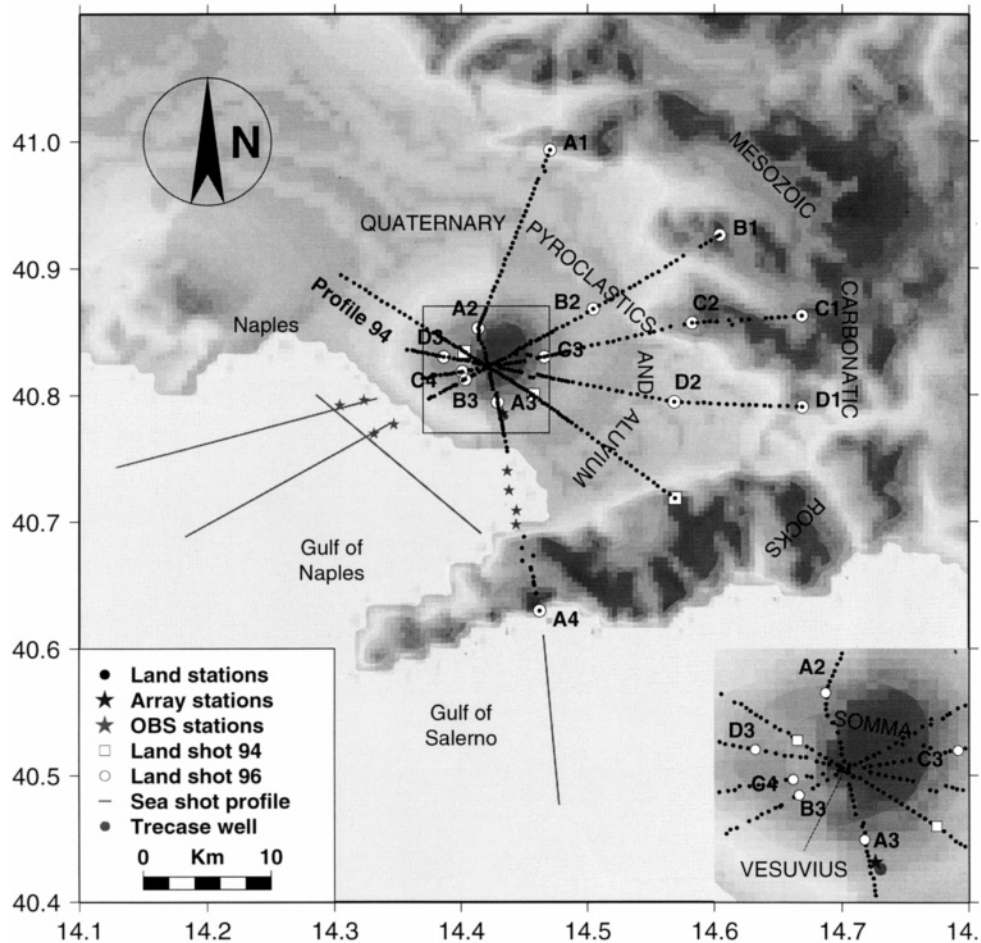 41.0
40.9
40.8
40.7
40.6
40.5
40.4
14.1
14.2
14.3
14.4
14.5
14.6
14.7
14.
N
A1
MESOZOIC
QUATERNARY
PYROCLASTICS
B1
Profile 94
Naples
A2
B2
C2
C1
CARBONATIC
D3
C3
C4
AND
D2
D1
B3
A3
ALUVIUM
ROCKS
Gulf of
Naples
A4
Gulf of
Salerno
Land stations
Array stations
OBS stations
Land shot 94
Land shot 96
Sea shot profile
Trecase well
0 Km 10
A2
SOMMA
D3
C3
C4
B3
A3
VESUVIUS